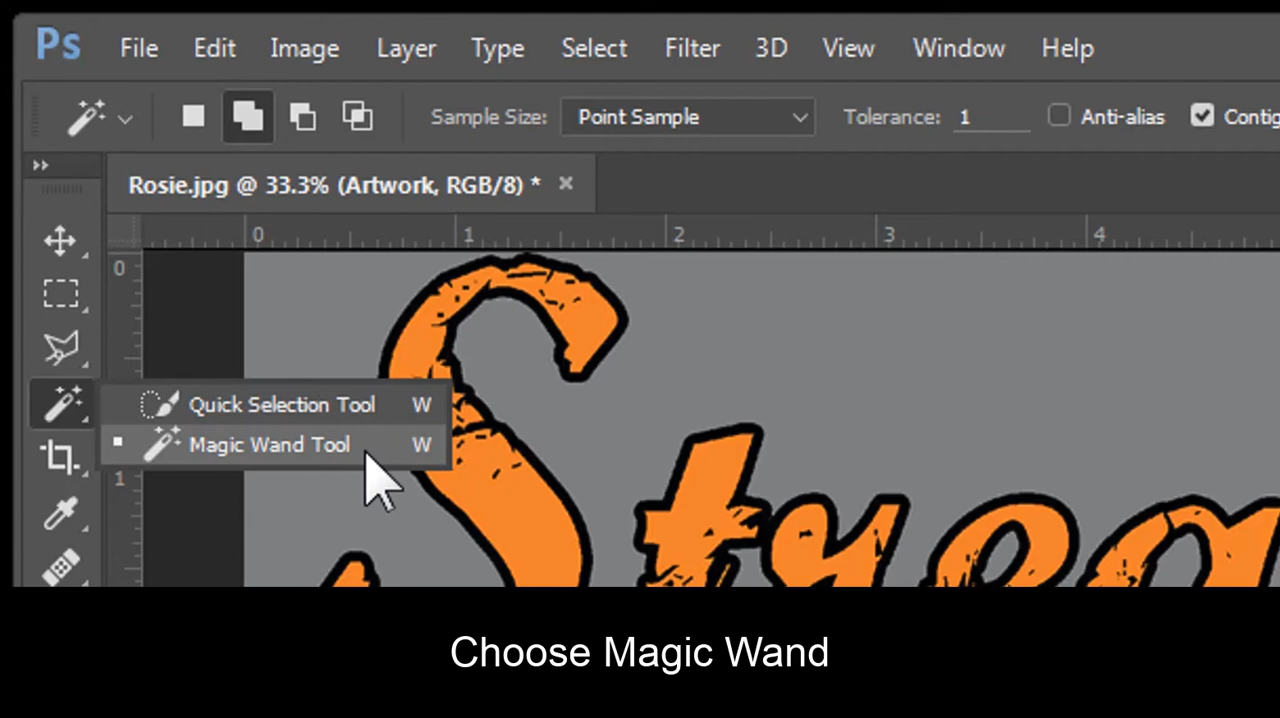 Ps File Edit Image Layer Type Select Filter 3D View Window Help
Sample Size: Point Sample Tolerance: 1 Anti-alias Contig
Rosie.jpg @ 33.3% (Artwork, RGB/8) * ×
0 1 2 3 4
0
Quick Selection Tool W
Magic Wand Tool W
1
Strea
Choose Magic Wand